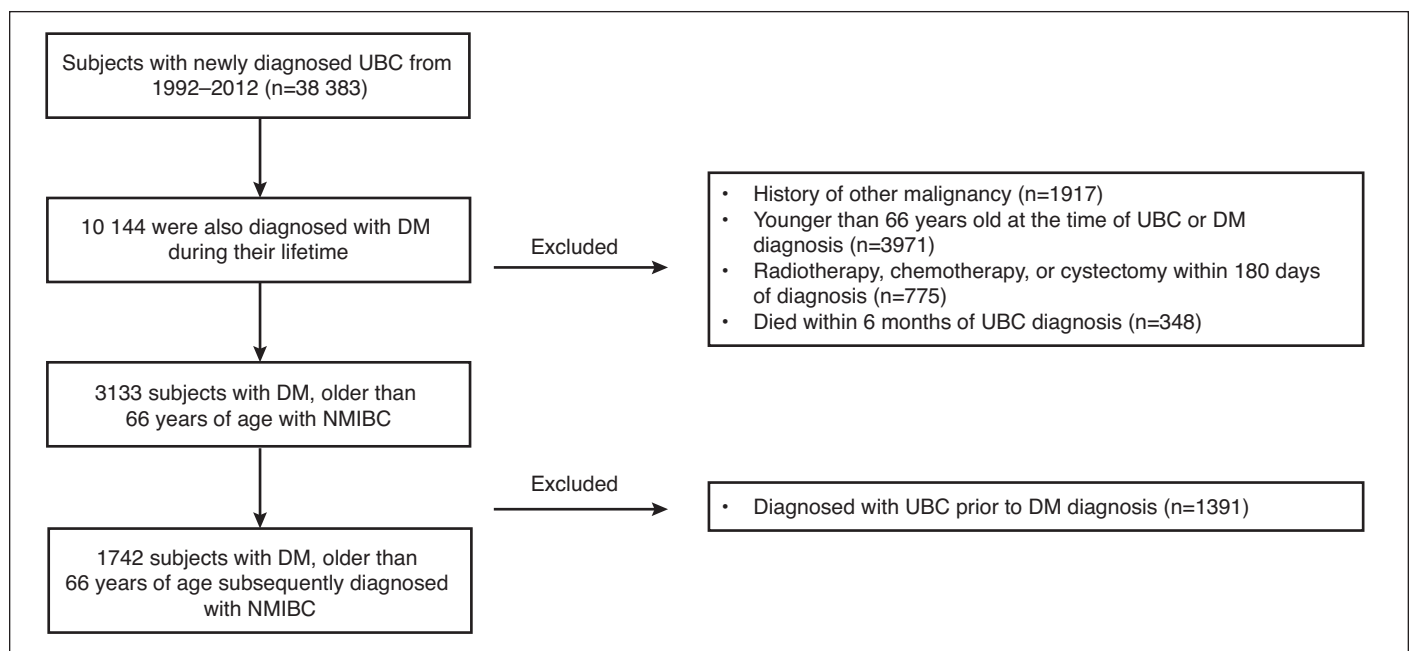 Subjects with newly diagnosed UBC from
1992–2012 (n=38 383)
10 144 were also diagnosed with DM
during their lifetime
Excluded
• History of other malignancy (n=1917)
• Younger than 66 years old at the time of UBC or DM
diagnosis (n=3971)
• Radiotherapy, chemotherapy, or cystectomy within 180 days
of diagnosis (n=775)
• Died within 6 months of UBC diagnosis (n=348)
3133 subjects with DM, older than
66 years of age with NMIBC
Excluded
• Diagnosed with UBC prior to DM diagnosis (n=1391)
1742 subjects with DM, older than
66 years of age subsequently diagnosed
with NMIBC